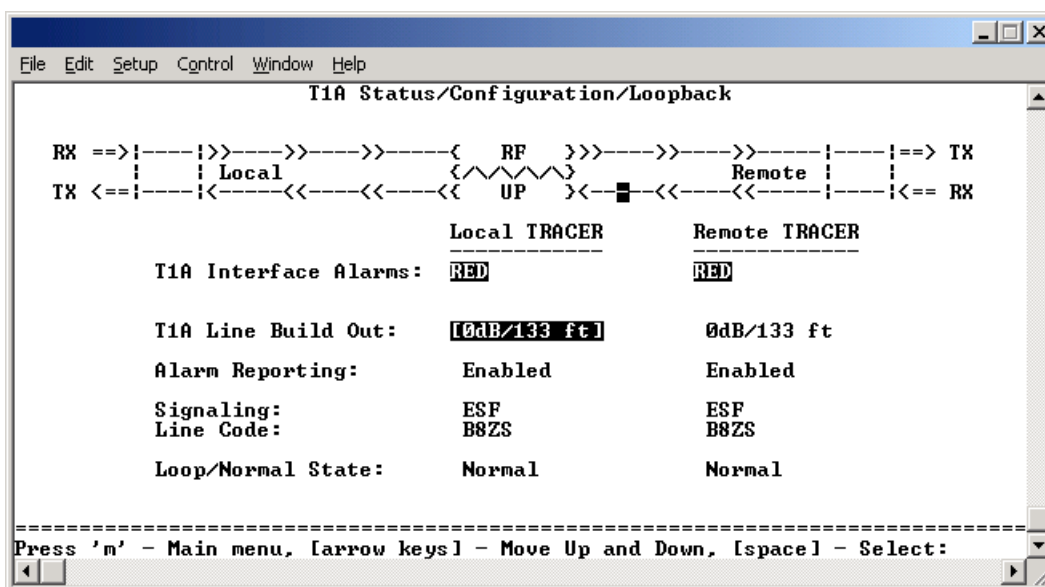 File Edit Setup Control Window Help
T1A Status/Configuration/Loopback
RX ==>¦----¦>>---->>---->>-----{ RF }>>>---->>---->>-----¦----¦==> TX
¦ ¦ Local {/\/\/\/\} Remote ¦ ¦
TX <==¦----¦<-----<<----<<----<{ UP }<-----<<----<<-----¦----¦<== RX
Local TRACER Remote TRACER
------------- -------------
T1A Interface Alarms: RED RED
T1A Line Build Out: [0dB/133 ft] 0dB/133 ft
Alarm Reporting: Enabled Enabled
Signaling: ESF ESF
Line Code: B8ZS B8ZS
Loop/Normal State: Normal Normal
===============================================================================
Press 'm' - Main menu, [arrow keys] - Move Up and Down, [space] - Select: